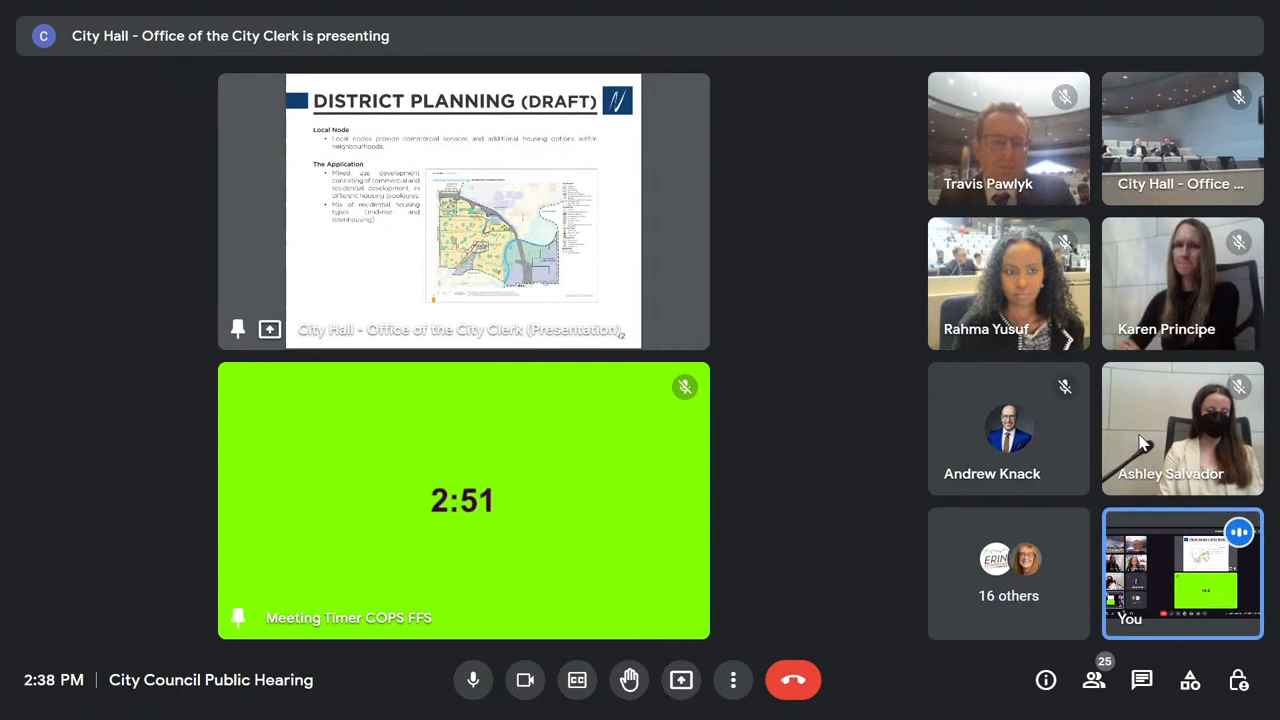 C
City Hall - Office of the City Clerk is presenting
DISTRICT PLANNING (DRAFT)
Local Node
• Local nodes provide commercial services and additional housing options within
neighbourhoods.
The Application
• Mixed use development
consisting of commercial and
residential development, in
different, housing typologies.
• Mix of residential housing
types (mid-rise and
townhousing)
City Hall - Office of the City Clerk (Presentation)
2:51
Meeting Timer COPS FFS
Travis Pawlyk
City Hall - Office ...
Rahma Yusuf
Karen Principe
Andrew Knack
Ashley Salvador
ERIN
16 others
You
2:38 PM | City Council Public Hearing
25